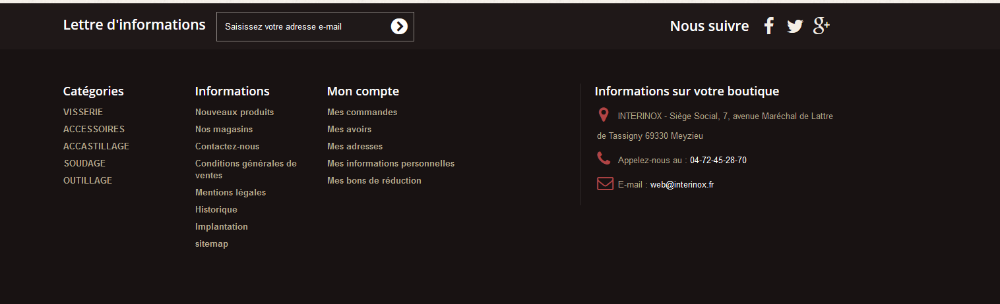 Lettre d'informations
Saisissez votre adresse e-mail
Nous suivre
Catégories
VISSERIE
ACCESSOIRES
ACCASTILLAGE
SOUDAGE
OUTILLAGE
Informations
Nouveaux produits
Nos magasins
Contactez-nous
Conditions générales de
ventes
Mentions légales
Historique
Implantation
sitemap
Mon compte
Mes commandes
Mes avoirs
Mes adresses
Mes informations personnelles
Mes bons de réduction
Informations sur votre boutique
INTERINOX - Siège Social, 7, avenue Maréchal de Lattre
de Tassigny 69330 Meyzieu
Appelez-nous au : 04-72-45-28-70
E-mail : web@interinox.fr